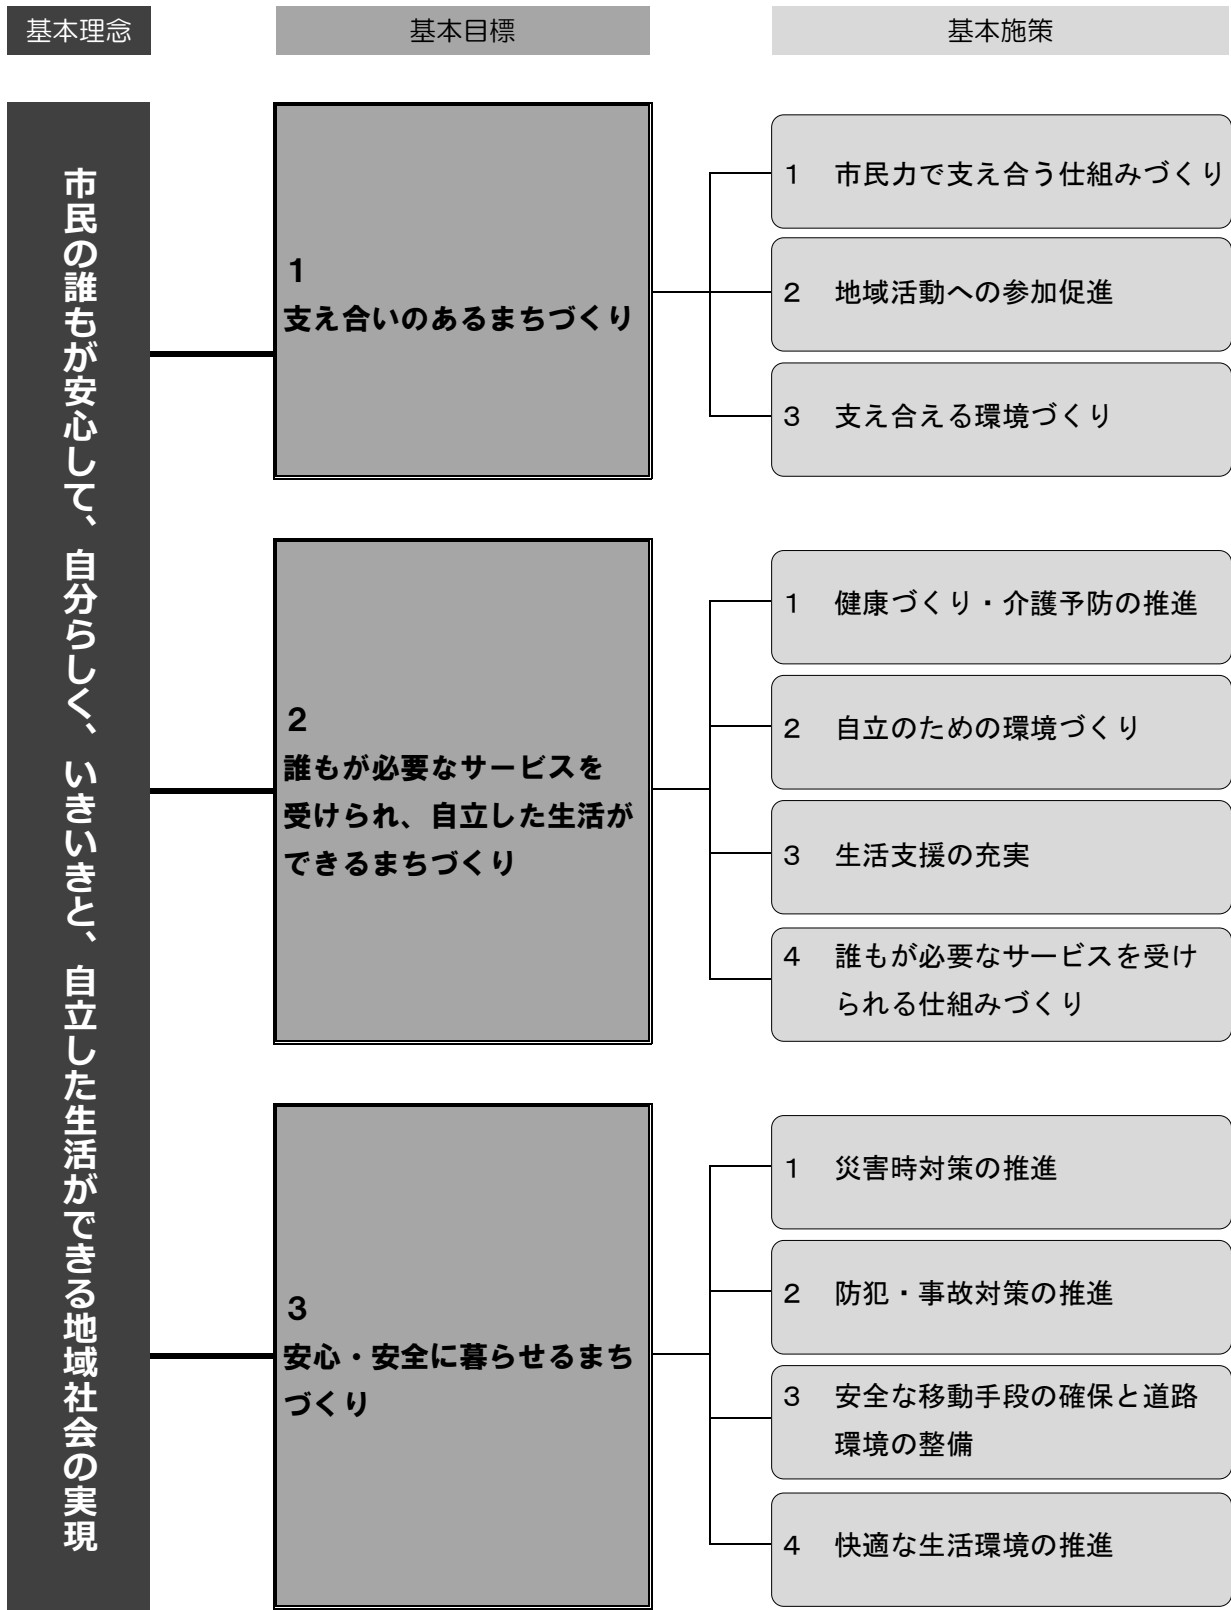 基本理念
基本目標
基本施策
市民の誰もが安心して、自分らしく、いきいきと、自立した生活ができる地域社会の実現
1
支え合いのあるまちづくり
1 市民力で支え合う仕組みづくり
2 地域活動への参加促進
3 支え合える環境づくり
2
誰もが必要なサービスを
受けられ、自立した生活が
できるまちづくり
1 健康づくり・介護予防の推進
2 自立のための環境づくり
3 生活支援の充実
4 誰もが必要なサービスを受け
られる仕組みづくり
3
安心・安全に暮らせるまち
づくり
1 災害時対策の推進
2 防犯・事故対策の推進
3 安全な移動手段の確保と道路
環境の整備
4 快適な生活環境の推進